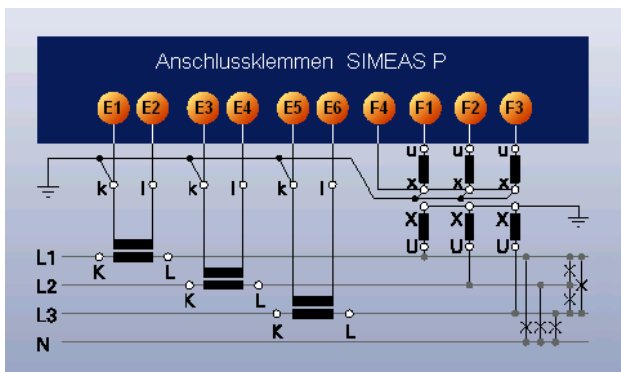 Anschlussklemmen SIMEAS P
E1 E2 E3 E4 E5 E6 F4 F1 F2 F3
u u u
k l k l k l x x x
X X X
U U U
L1 K L
L2 K L
L3 K L
N